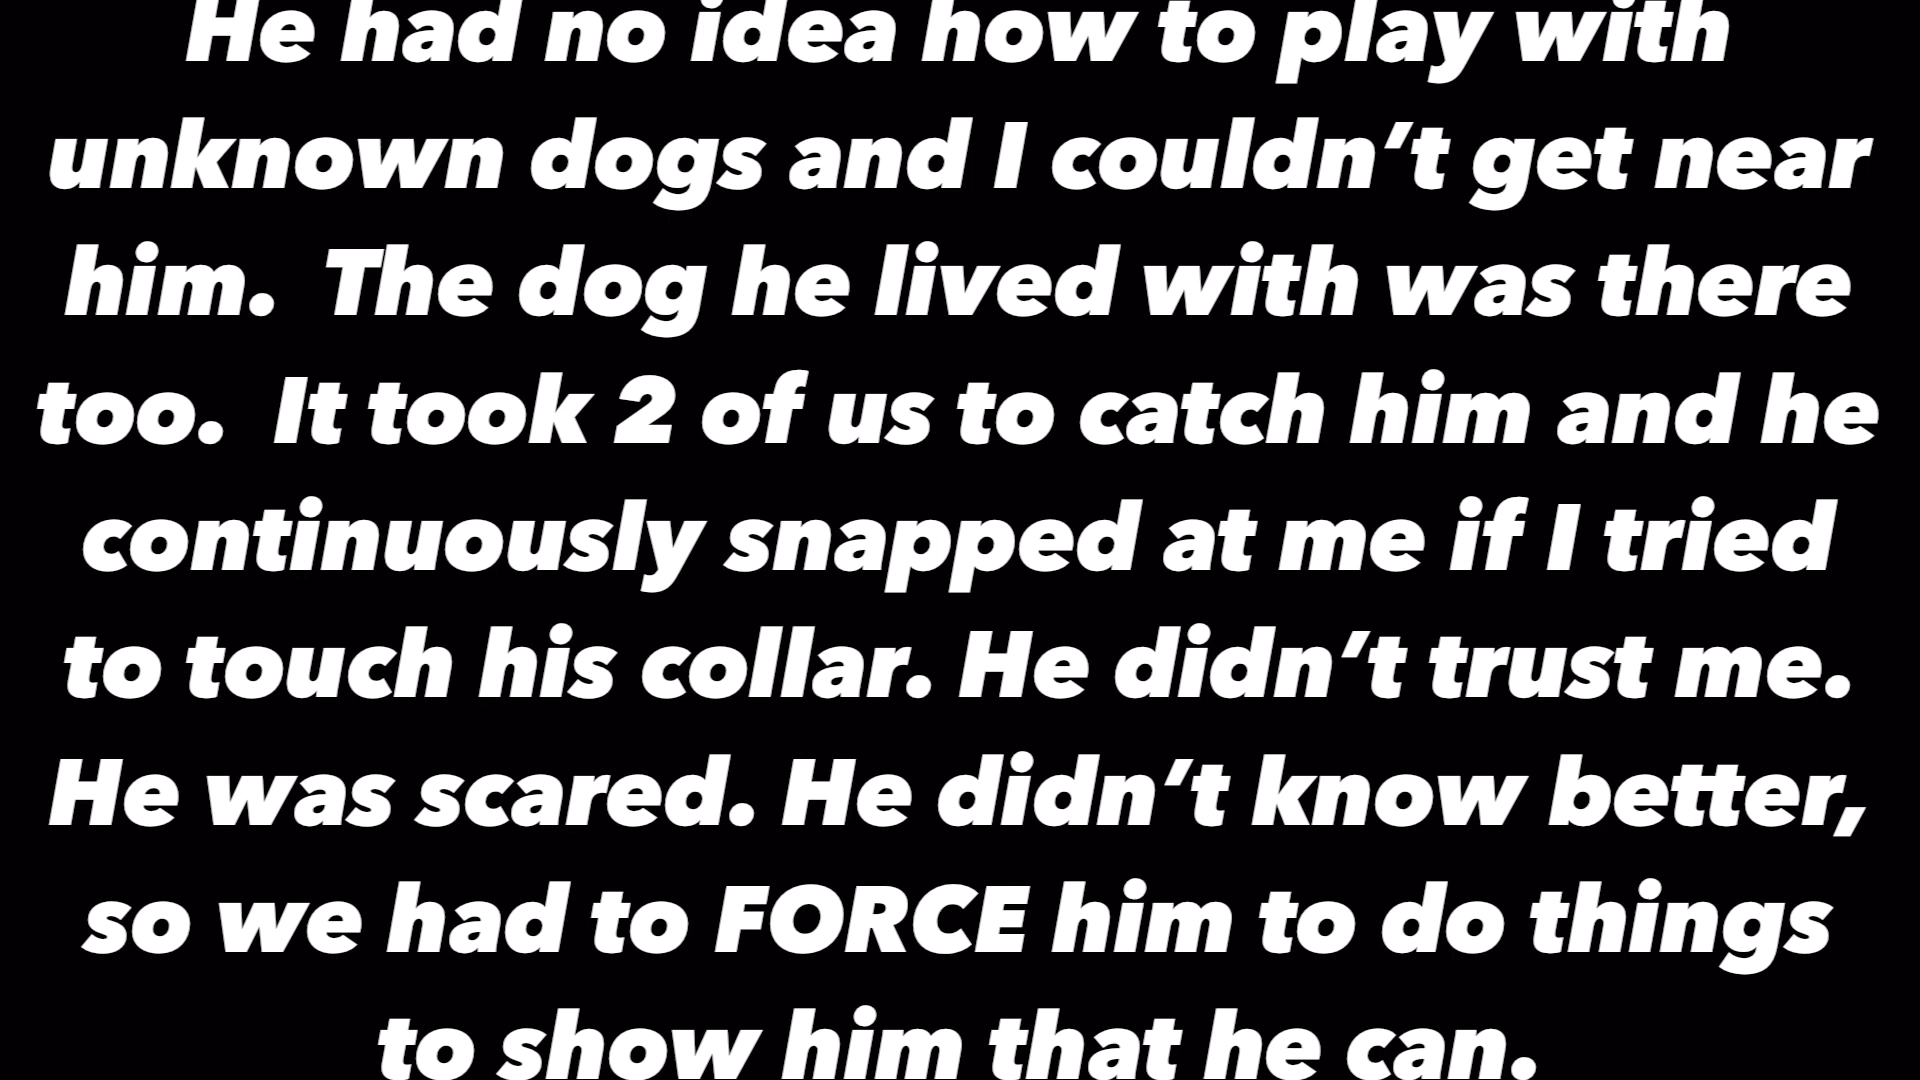 He had no idea how to play with
unknown dogs and I couldn’t get near
him.  The dog he lived with was there
too.  It took 2 of us to catch him and he
continuously snapped at me if I tried
to touch his collar. He didn’t trust me.
He was scared. He didn’t know better,
so we had to FORCE him to do things
to show him that he can.